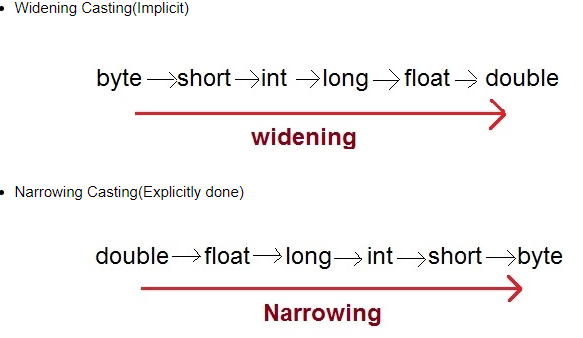 Widening Casting(Implicit)
byte → short → int → long → float → double
widening
Narrowing Casting(Explicitly done)
double → float → long → int → short → byte
Narrowing